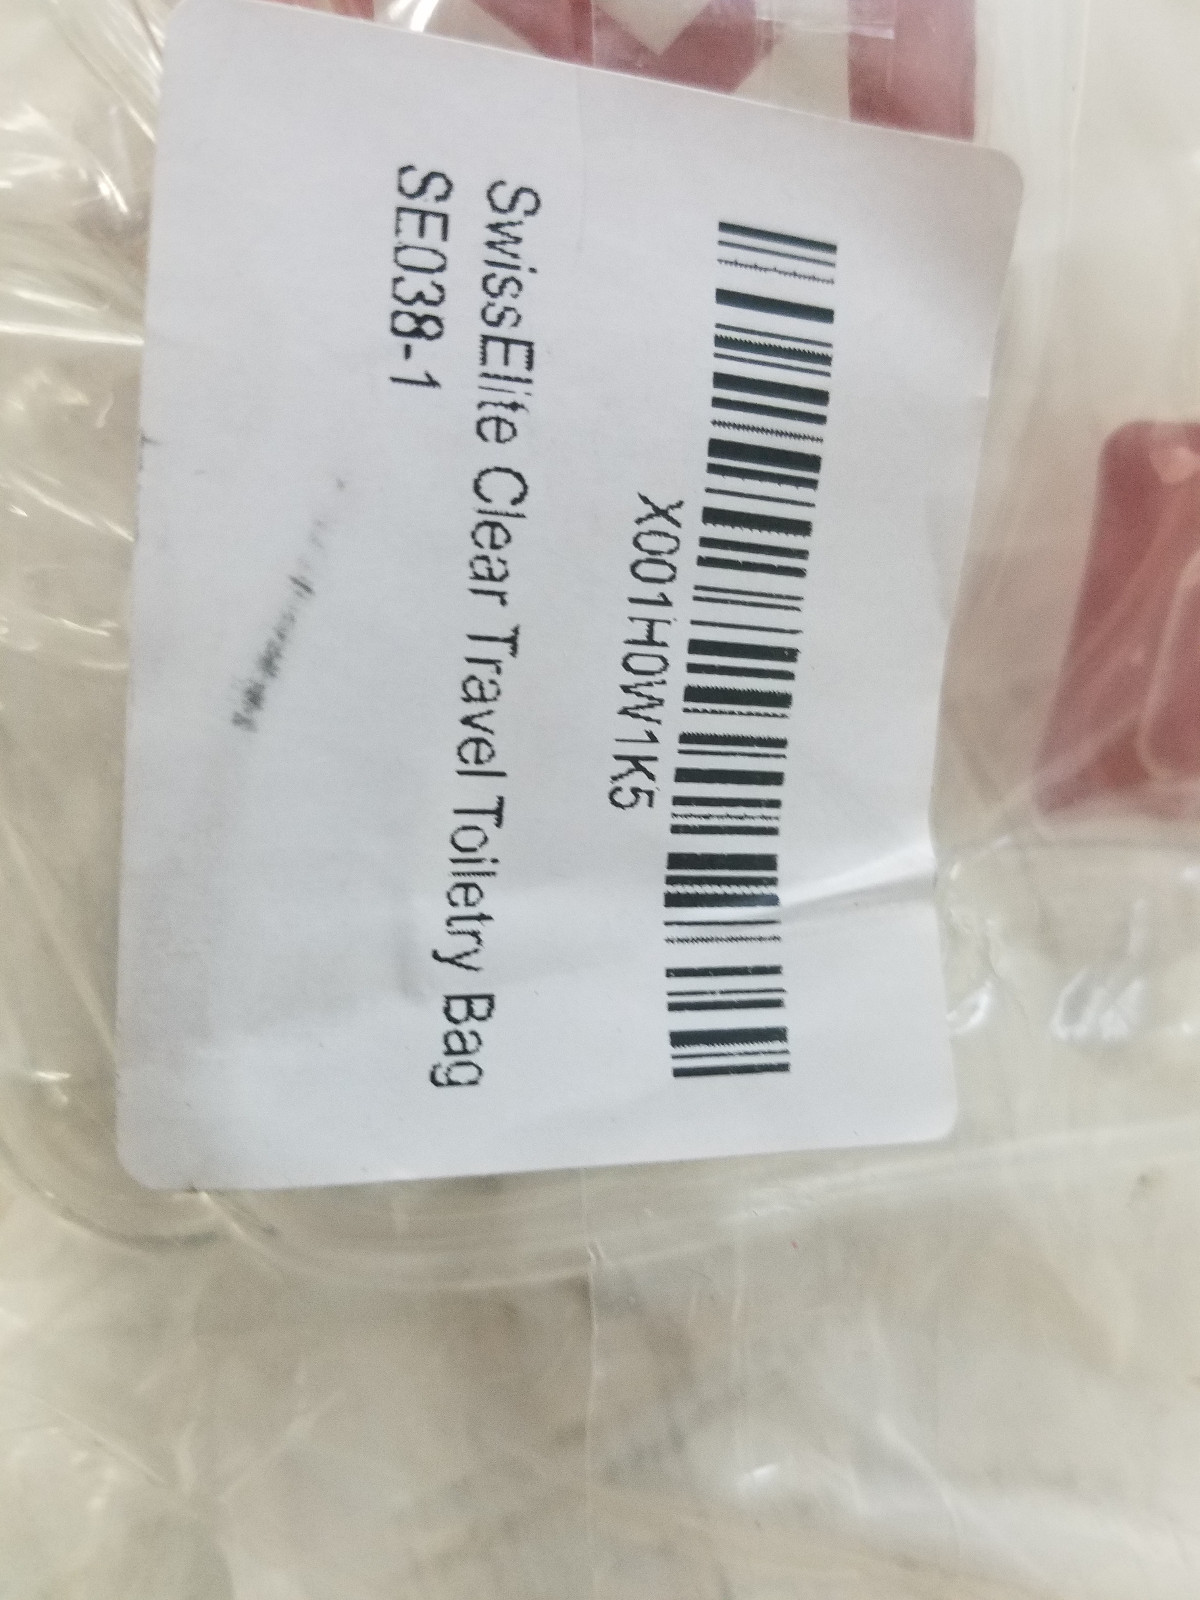 X001H0W1K5
SwissElite Clear Travel Toiletry Bag
SE038-1